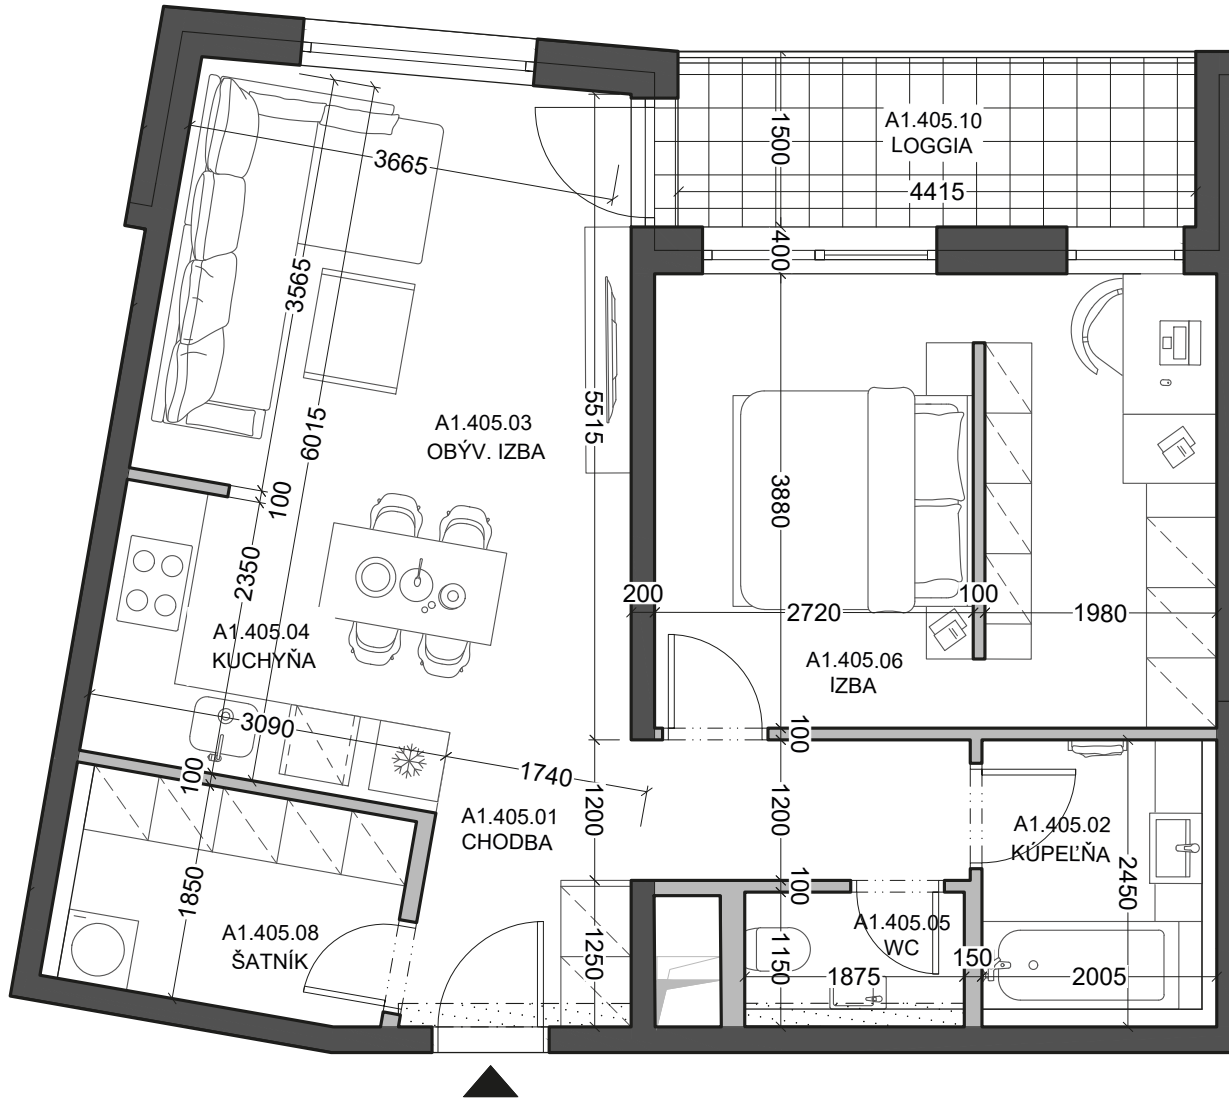 A1.405.10
LOGGIA
1500
4415
400
3665
3565
6015
5515
A1.405.03
OBÝV. IZBA
100
2350
3880
200
2720
100
1980
A1.405.04
KUCHYŇA
A1.405.06
IZBA
3090
100
1740
100
1200
1200
A1.405.01
CHODBA
A1.405.02
KÚPEĽŇA
2450
1850
100
A1.405.08
ŠATNÍK
A1.405.05
WC
1250
1150
1875
150
2005